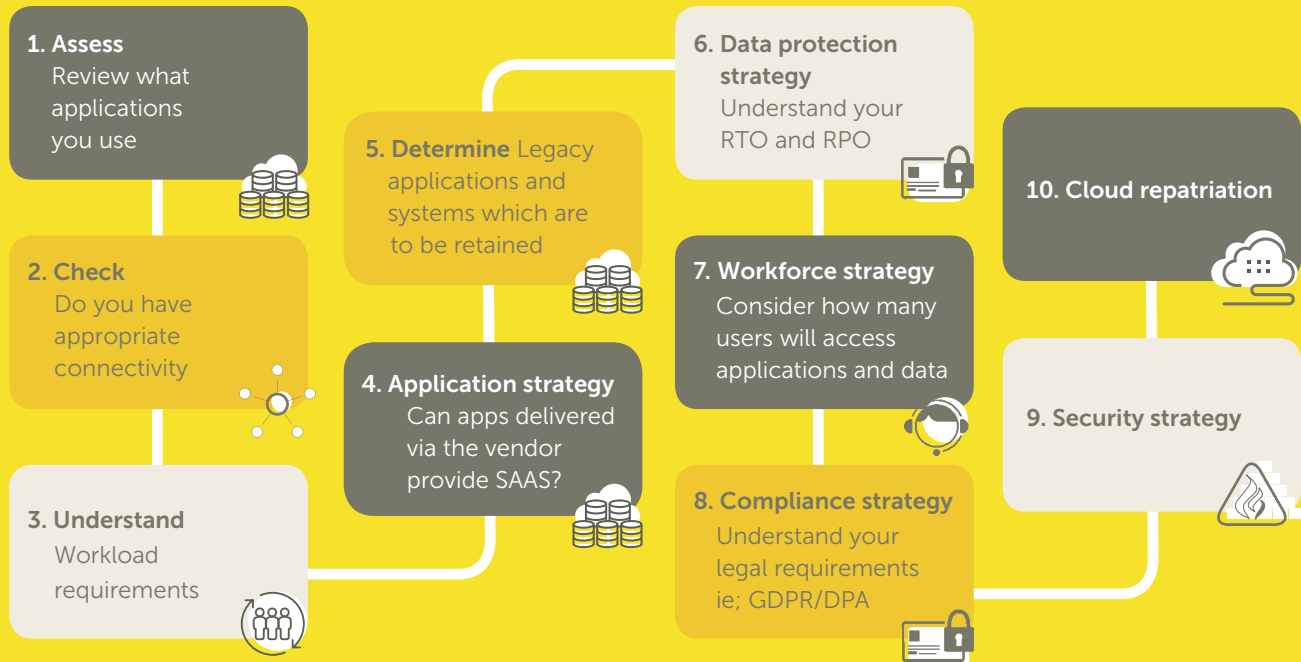 1. Assess
Review what
applications
you use
2. Check
Do you have
appropriate
connectivity
3. Understand
Workload
requirements
4. Application strategy
Can apps delivered
via the vendor
provide SAAS?
5. Determine Legacy
applications and
systems which are
to be retained
6. Data protection
strategy
Understand your
RTO and RPO
7. Workforce strategy
Consider how many
users will access
applications and data
8. Compliance strategy
Understand your
legal requirements
ie; GDPR/DPA
9. Security strategy
10. Cloud repatriation